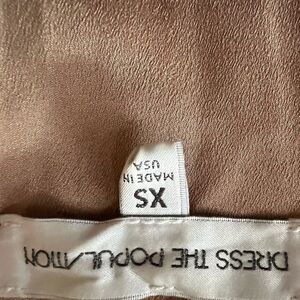 DRESS THE POPULATION
XS
MADE IN
USA